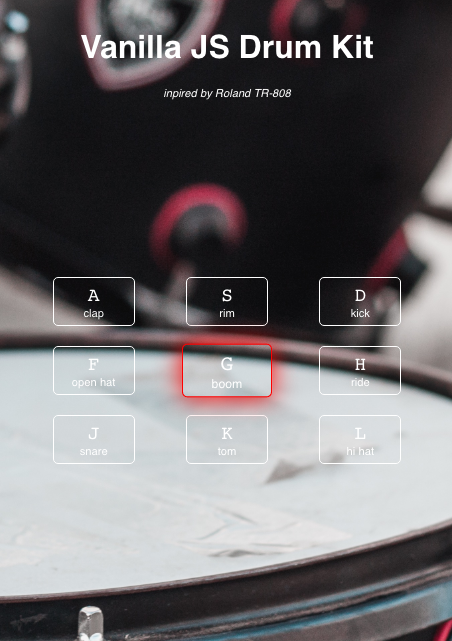 Vanilla JS Drum Kit
inpired by Roland TR-808
A
clap
S
rim
D
kick
F
open hat
G
boom
H
ride
J
snare
K
tom
L
hi hat